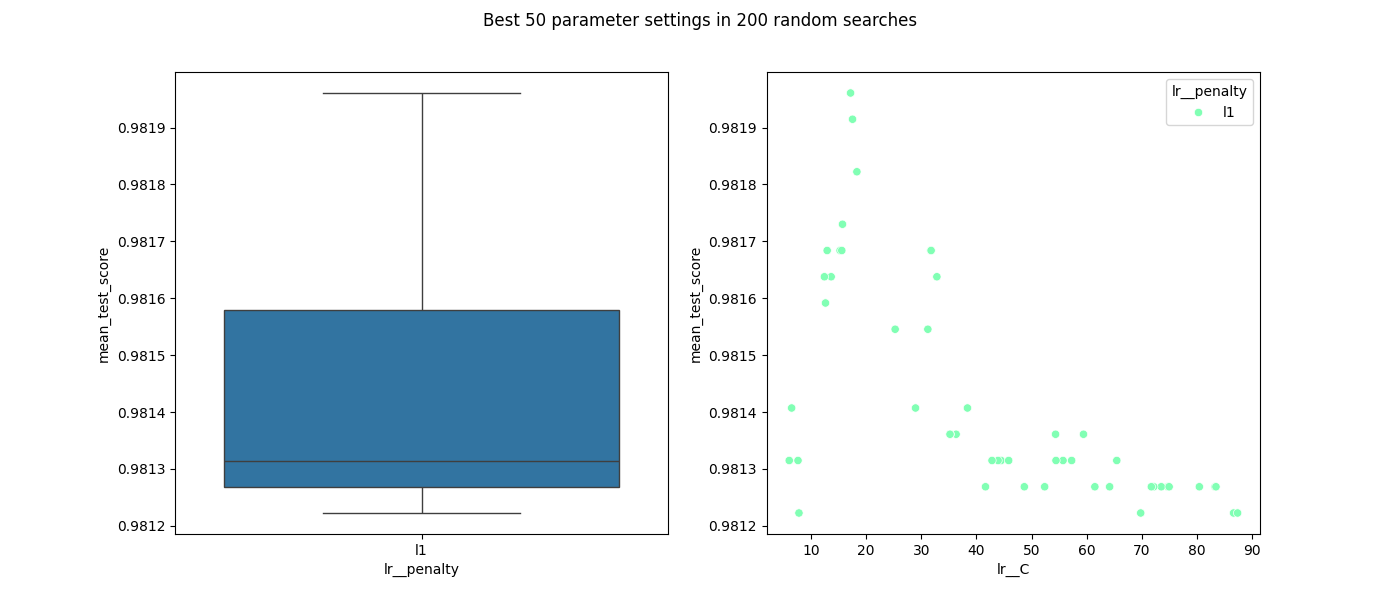 Best 50 parameter settings in 200 random searches
mean_test_score
0.9819
0.9818
0.9817
0.9816
0.9815
0.9814
0.9813
0.9812
l1
lr__penalty
mean_test_score
0.9819
0.9818
0.9817
0.9816
0.9815
0.9814
0.9813
0.9812
lr__penalty
l1
10 20 30 40 50 60 70 80 90
lr__C